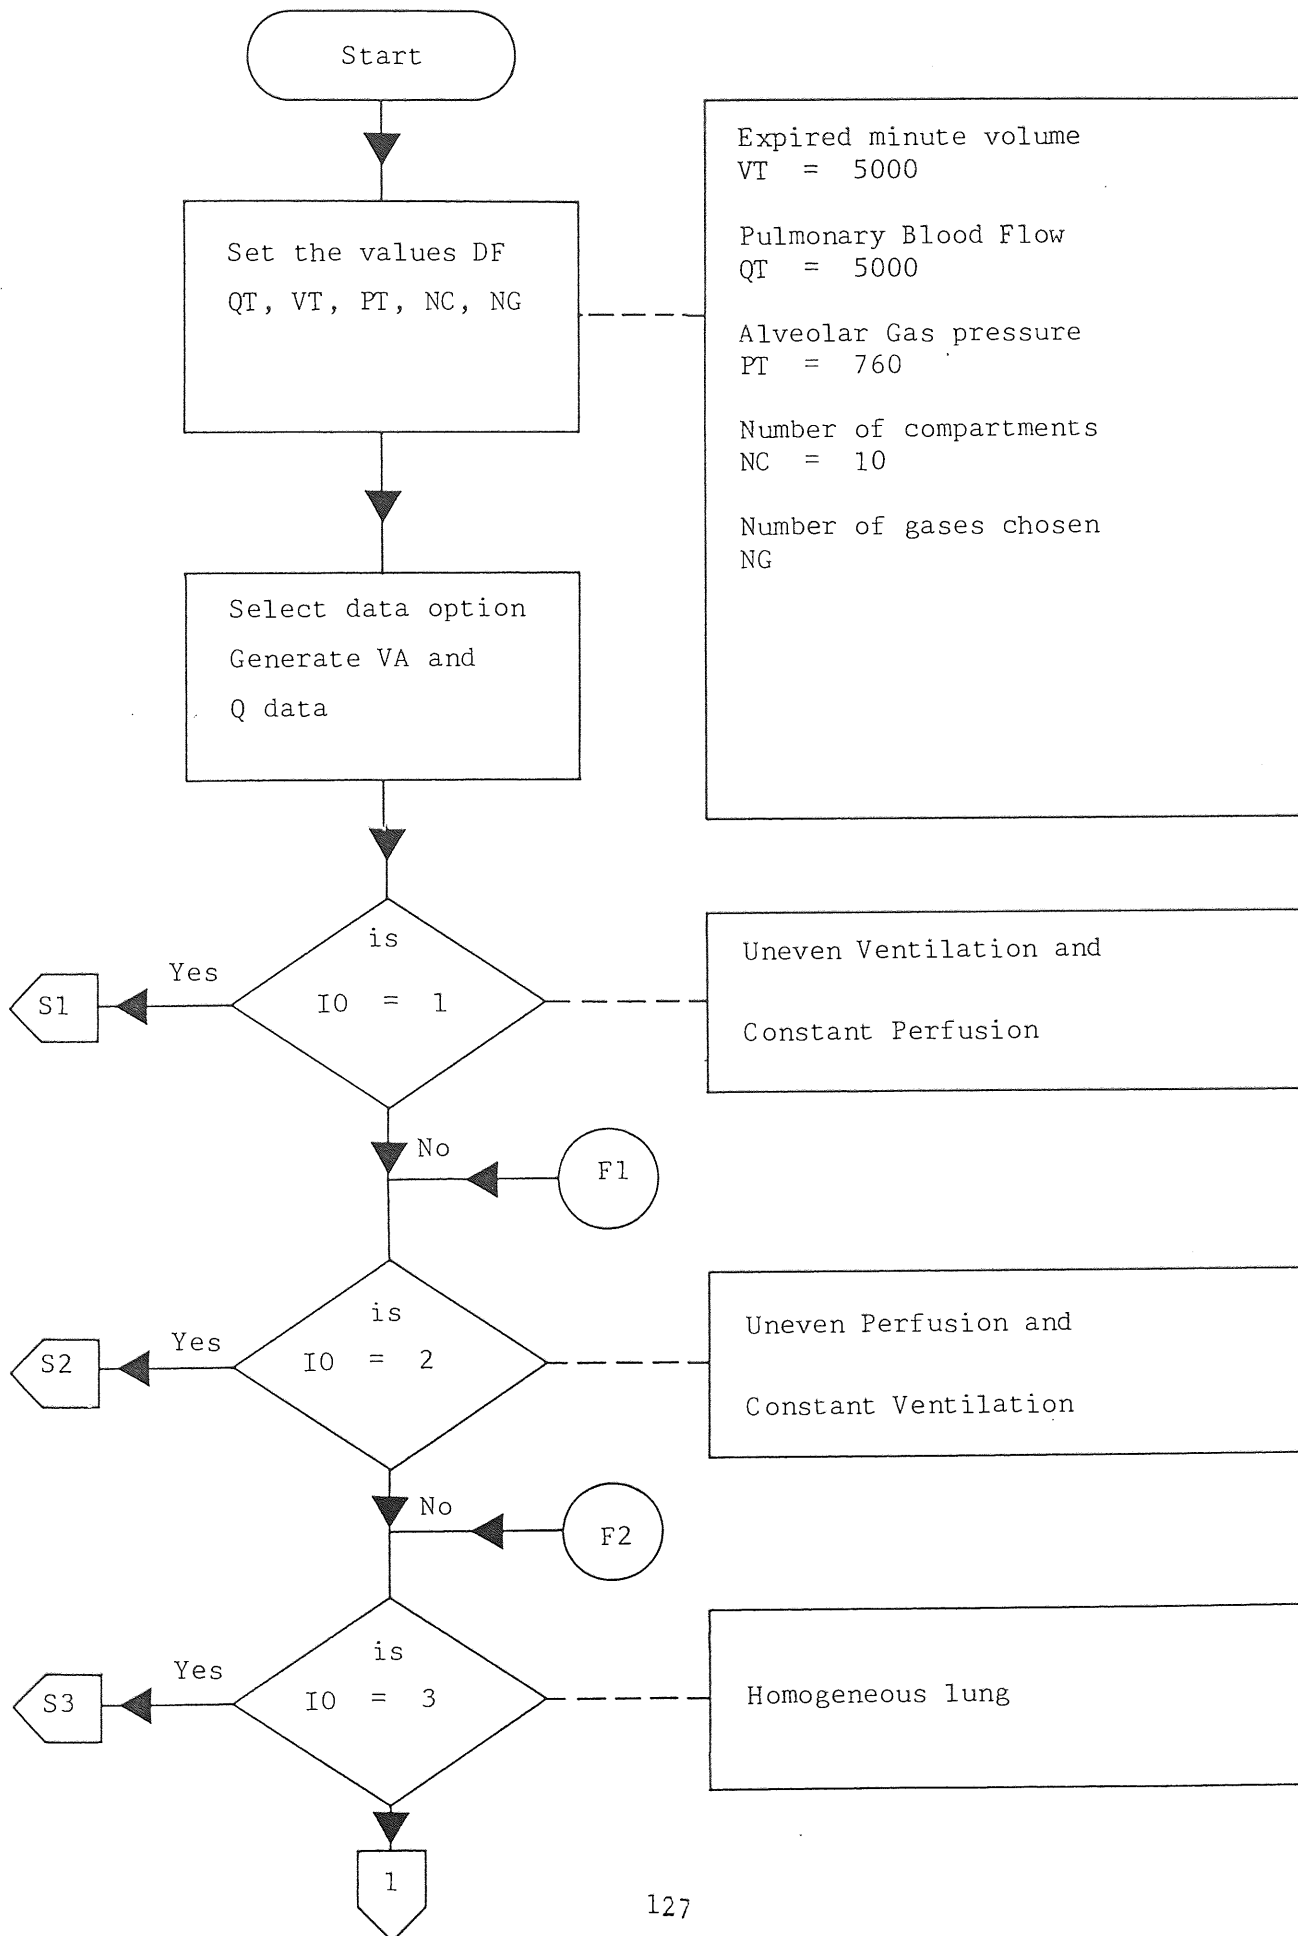 Start
Set the values DF
QT, VT, PT, NC, NG
Expired minute volume
VT = 5000
Pulmonary Blood Flow
QT = 5000
Alveolar Gas pressure
PT = 760
Number of compartments
NC = 10
Number of gases chosen
NG
Select data option
Generate VA and
Q data
is
IO = 1
Yes
S1
Uneven Ventilation and
Constant Perfusion
No
F1
is
IO = 2
Yes
S2
Uneven Perfusion and
Constant Ventilation
No
F2
is
IO = 3
Yes
S3
Homogeneous lung
1
127